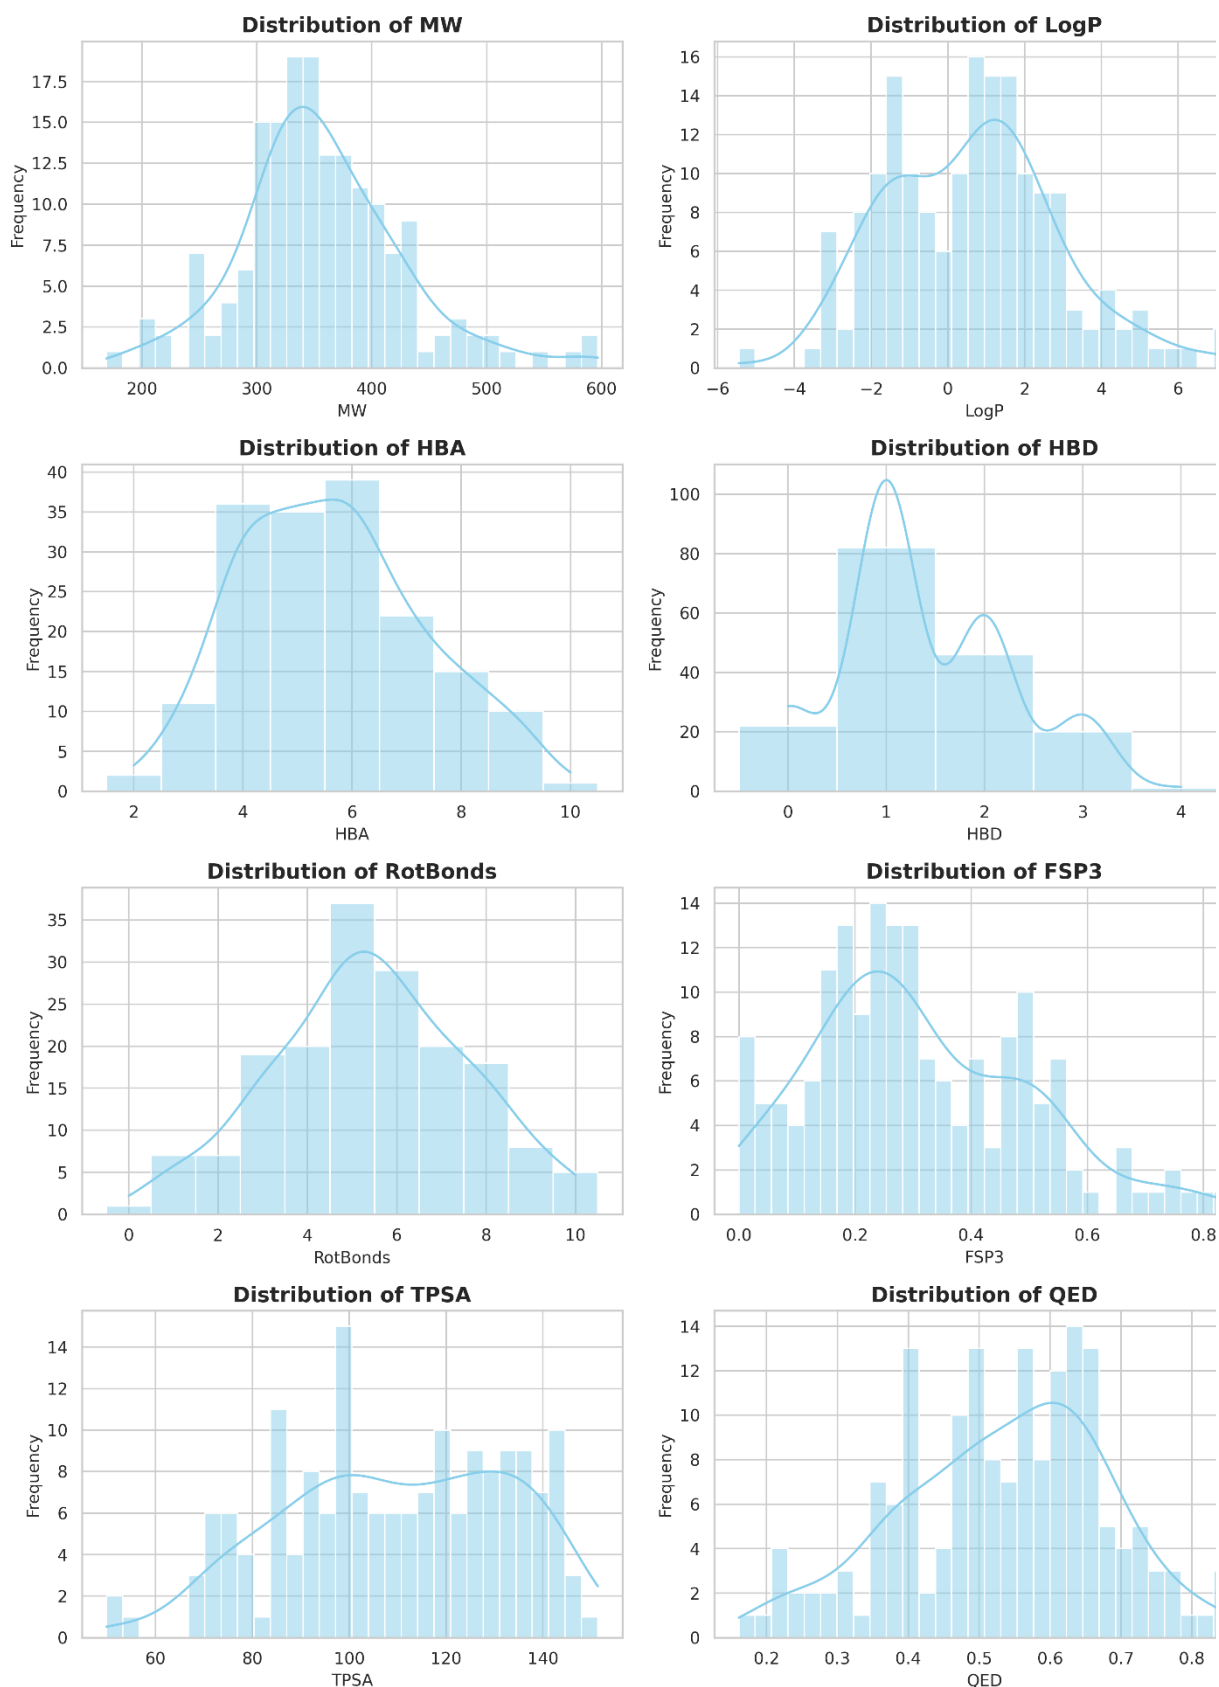 Distribution of MW
Frequency
17.5
15.0
12.5
10.0
7.5
5.0
2.5
0.0
200 300 400 500 600
MW
Distribution of LogP
Frequency
16
14
12
10
8
6
4
2
0
−6 −4 −2 0 2 4 6
LogP
Distribution of HBA
Frequency
40
35
30
25
20
15
10
5
0
2 4 6 8 10
HBA
Distribution of HBD
Frequency
100
80
60
40
20
0
0 1 2 3 4
HBD
Distribution of RotBonds
Frequency
35
30
25
20
15
10
5
0
0 2 4 6 8 10
RotBonds
Distribution of FSP3
Frequency
14
12
10
8
6
4
2
0
0.0 0.2 0.4 0.6 0.8
FSP3
Distribution of TPSA
Frequency
14
12
10
8
6
4
2
0
60 80 100 120 140
TPSA
Distribution of QED
Frequency
14
12
10
8
6
4
2
0
0.2 0.3 0.4 0.5 0.6 0.7 0.8
QED